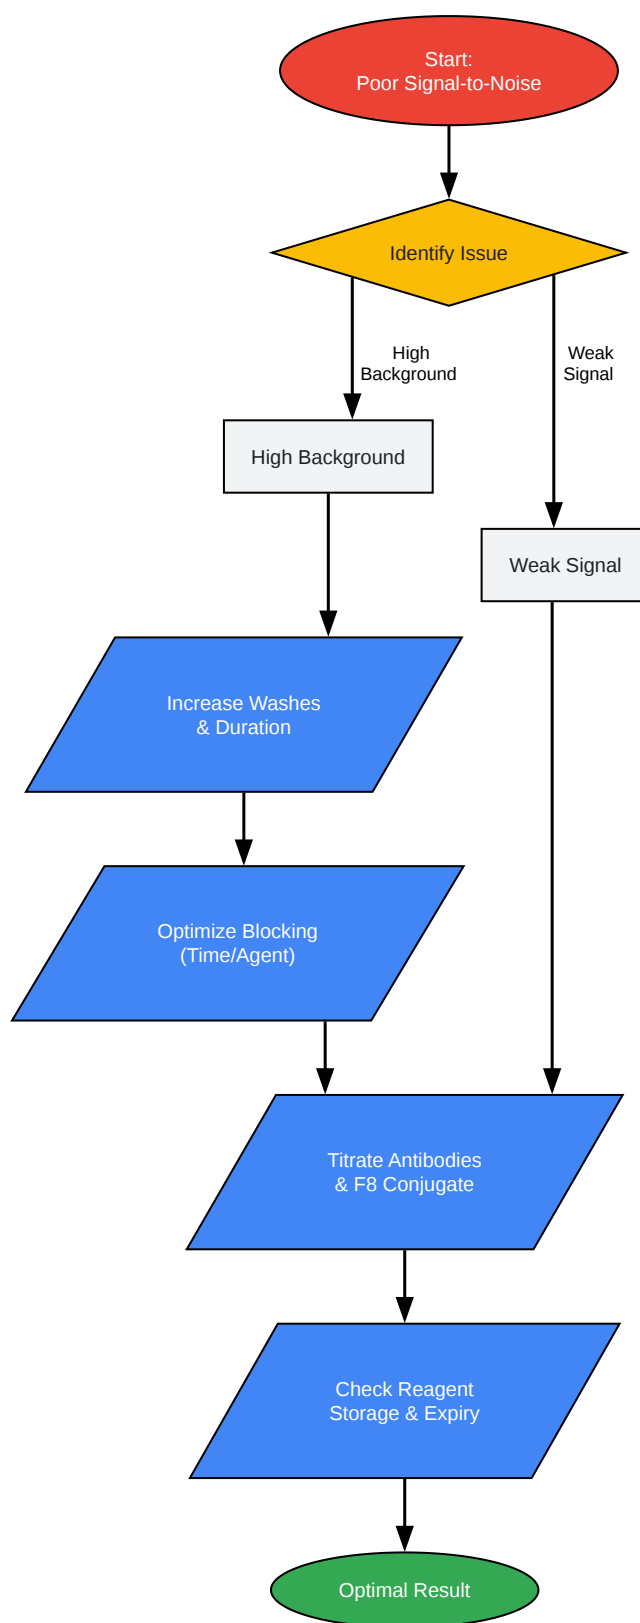 Start:
Poor Signal-to-Noise
Identify Issue
High
Background
Weak
Signal
High Background
Weak Signal
Increase Washes
& Duration
Optimize Blocking
(Time/Agent)
Titrate Antibodies
& F8 Conjugate
Check Reagent
Storage & Expiry
Optimal Result